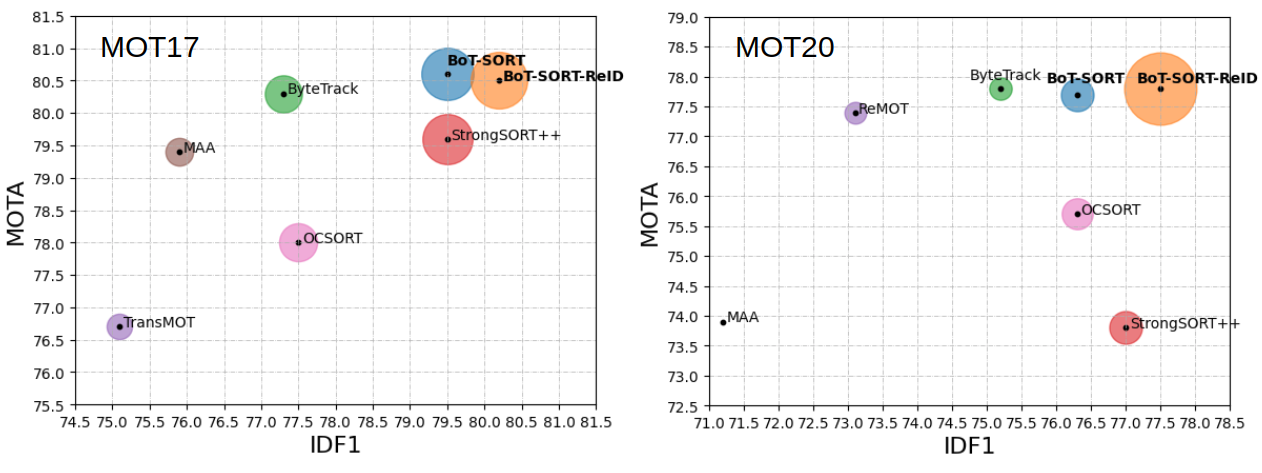 MOT17
MOTA
81.5
81.0
80.5
80.0
79.5
79.0
78.5
78.0
77.5
77.0
76.5
76.0
75.5
BoT-SORT
BoT-SORT-ReID
ByteTrack
StrongSORT++
MAA
OCSORT
TransMOT
74.5 75.0 75.5 76.0 76.5 77.0 77.5 78.0 78.5 79.0 79.5 80.0 80.5 81.0 81.5
IDF1
MOT20
MOTA
79.0
78.5
78.0
77.5
77.0
76.5
76.0
75.5
75.0
74.5
74.0
73.5
73.0
72.5
ByteTrack
BoT-SORT
BoT-SORT-ReID
ReMOT
OCSORT
MAA
StrongSORT++
71.0 71.5 72.0 72.5 73.0 73.5 74.0 74.5 75.0 75.5 76.0 76.5 77.0 77.5 78.0 78.5
IDF1